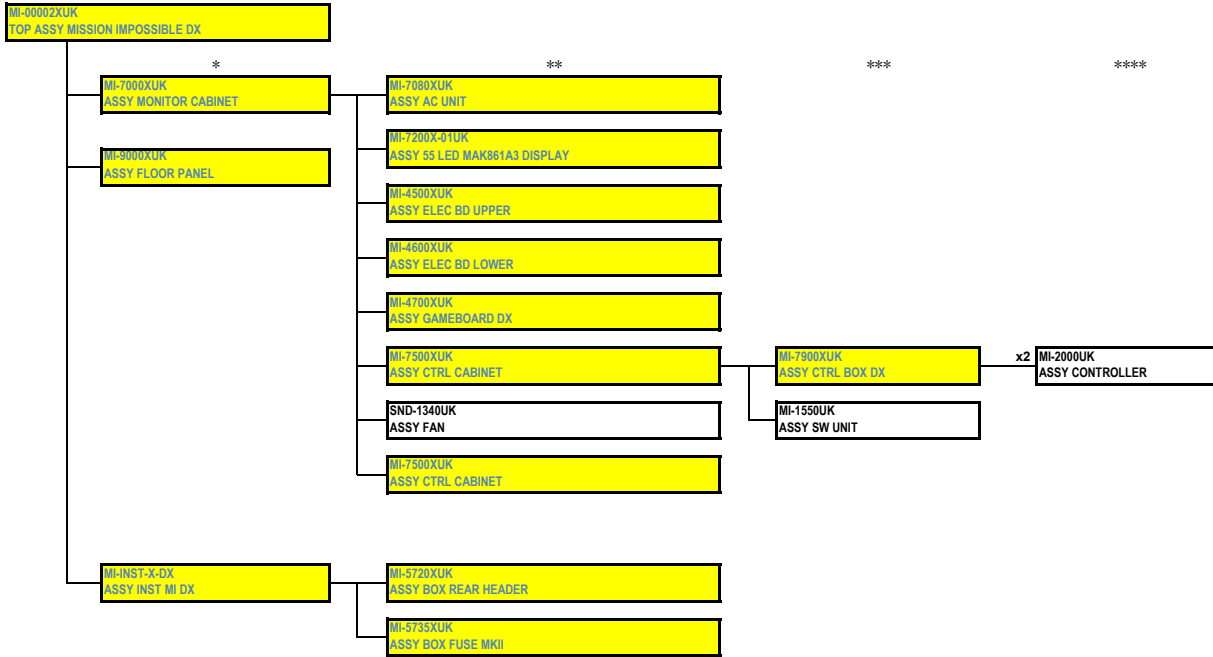 MI-00002XUK
TOP ASSY MISSION IMPOSSIBLE DX
* ** *** ****
MI-7000XUK
ASSY MONITOR CABINET
MI-9000XUK
ASSY FLOOR PANEL
MI-7080XUK
ASSY AC UNIT
MI-7200X-01UK
ASSY 55 LED MAK861A3 DISPLAY
MI-4500XUK
ASSY ELEC BD UPPER
MI-4600XUK
ASSY ELEC BD LOWER
MI-4700XUK
ASSY GAMEBOARD DX
MI-7500XUK
ASSY CTRL CABINET
MI-7900XUK
ASSY CTRL BOX DX
x2
MI-2000UK
ASSY CONTROLLER
SND-1340UK
ASSY FAN
MI-1550UK
ASSY SW UNIT
MI-7500XUK
ASSY CTRL CABINET
MI-INST-X-DX
ASSY INST MI DX
MI-5720XUK
ASSY BOX REAR HEADER
MI-5735XUK
ASSY BOX FUSE MKII